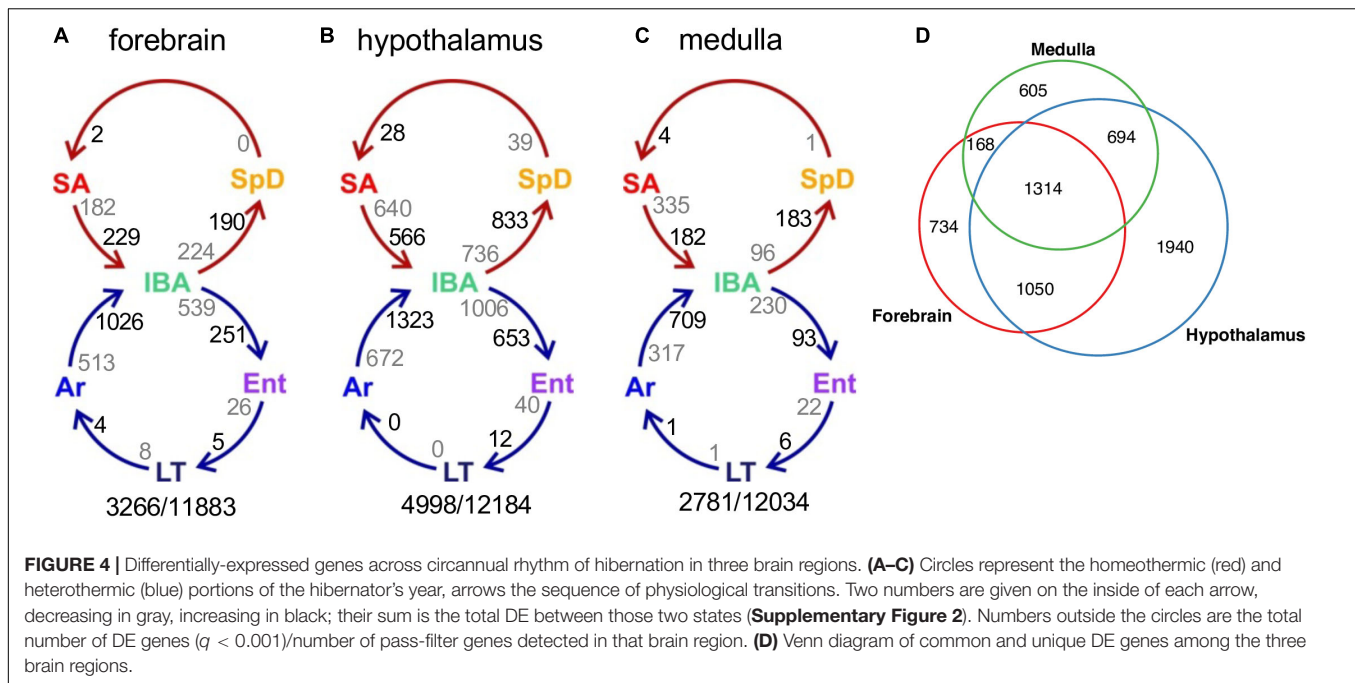 A forebrain
B hypothalamus
C medulla
D
2
0
SA
SpD
182
229
190
224
IBA
539
1026
251
513
Ar
Ent
26
4
5
8
LT
3266/11883
28
39
SA
SpD
640
566
833
736
IBA
1006
1323
653
672
Ar
Ent
40
0
12
0
LT
4998/12184
4
1
SA
SpD
335
182
183
96
IBA
230
709
93
317
Ar
Ent
22
1
6
1
LT
2781/12034
Medulla
605
168
694
1314
734
1940
1050
Forebrain
Hypothalamus
FIGURE 4 | Differentially-expressed genes across circannual rhythm of hibernation in three brain regions. (A–C) Circles represent the homeothermic (red) and
heterothermic (blue) portions of the hibernator's year, arrows the sequence of physiological transitions. Two numbers are given on the inside of each arrow,
decreasing in gray, increasing in black; their sum is the total DE between those two states (Supplementary Figure 2). Numbers outside the circles are the total
number of DE genes (q < 0.001)/number of pass-filter genes detected in that brain region. (D) Venn diagram of common and unique DE genes among the three
brain regions.